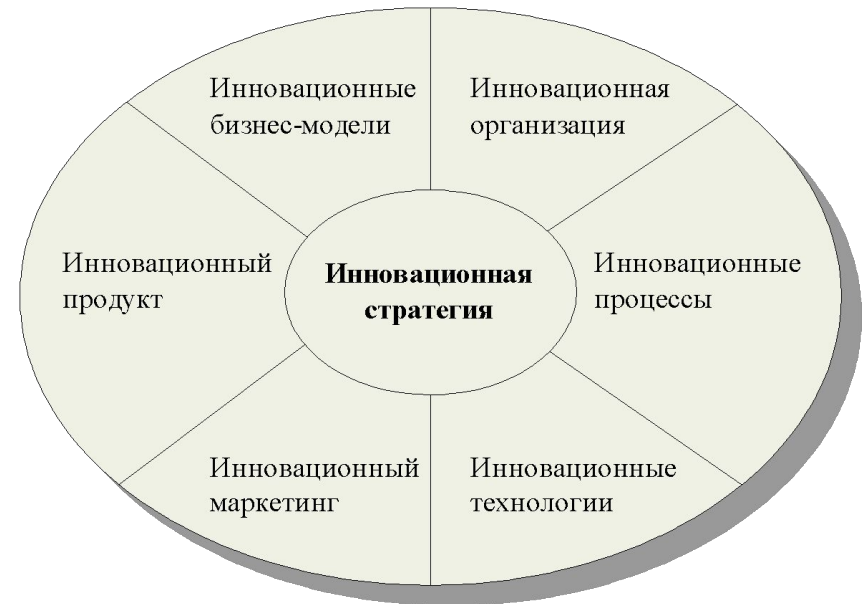 Инновационные
бизнес-модели
Инновационная
организация
Инновационный
продукт
Инновационная
стратегия
Инновационные
процессы
Инновационный
маркетинг
Инновационные
технологии